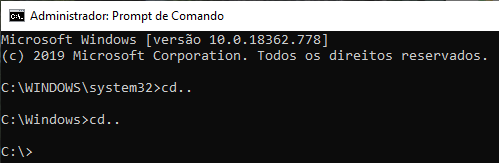 Administrador: Prompt de Comando
Microsoft Windows [versão 10.0.18362.778]
(c) 2019 Microsoft Corporation. Todos os direitos reservados.
C:\WINDOWS\system32>cd..
C:\Windows>cd..
C:\>